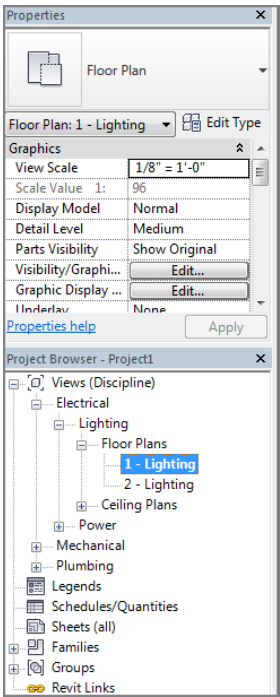 Properties
Floor Plan
Floor Plan: 1 - Lighting Edit Type
Graphics
View Scale 1/8" = 1'-0"
Scale Value 1: 96
Display Model Normal
Detail Level Medium
Parts Visibility Show Original
Visibility/Graphi... Edit...
Graphic Display ... Edit...
Underlay None
Properties help Apply
Project Browser - Project1
Views (Discipline)
Electrical
Lighting
Floor Plans
1 - Lighting
2 - Lighting
Ceiling Plans
Power
Mechanical
Plumbing
Legends
Schedules/Quantities
Sheets (all)
Families
Groups
Revit Links